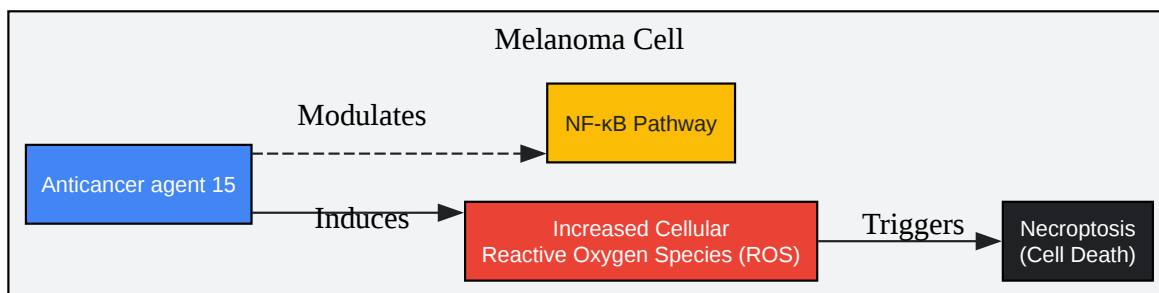 Melanoma Cell
Modulates
NF-κB Pathway
Anticancer agent 15
Induces
Increased Cellular
Reactive Oxygen Species (ROS)
Triggers
Necroptosis
(Cell Death)